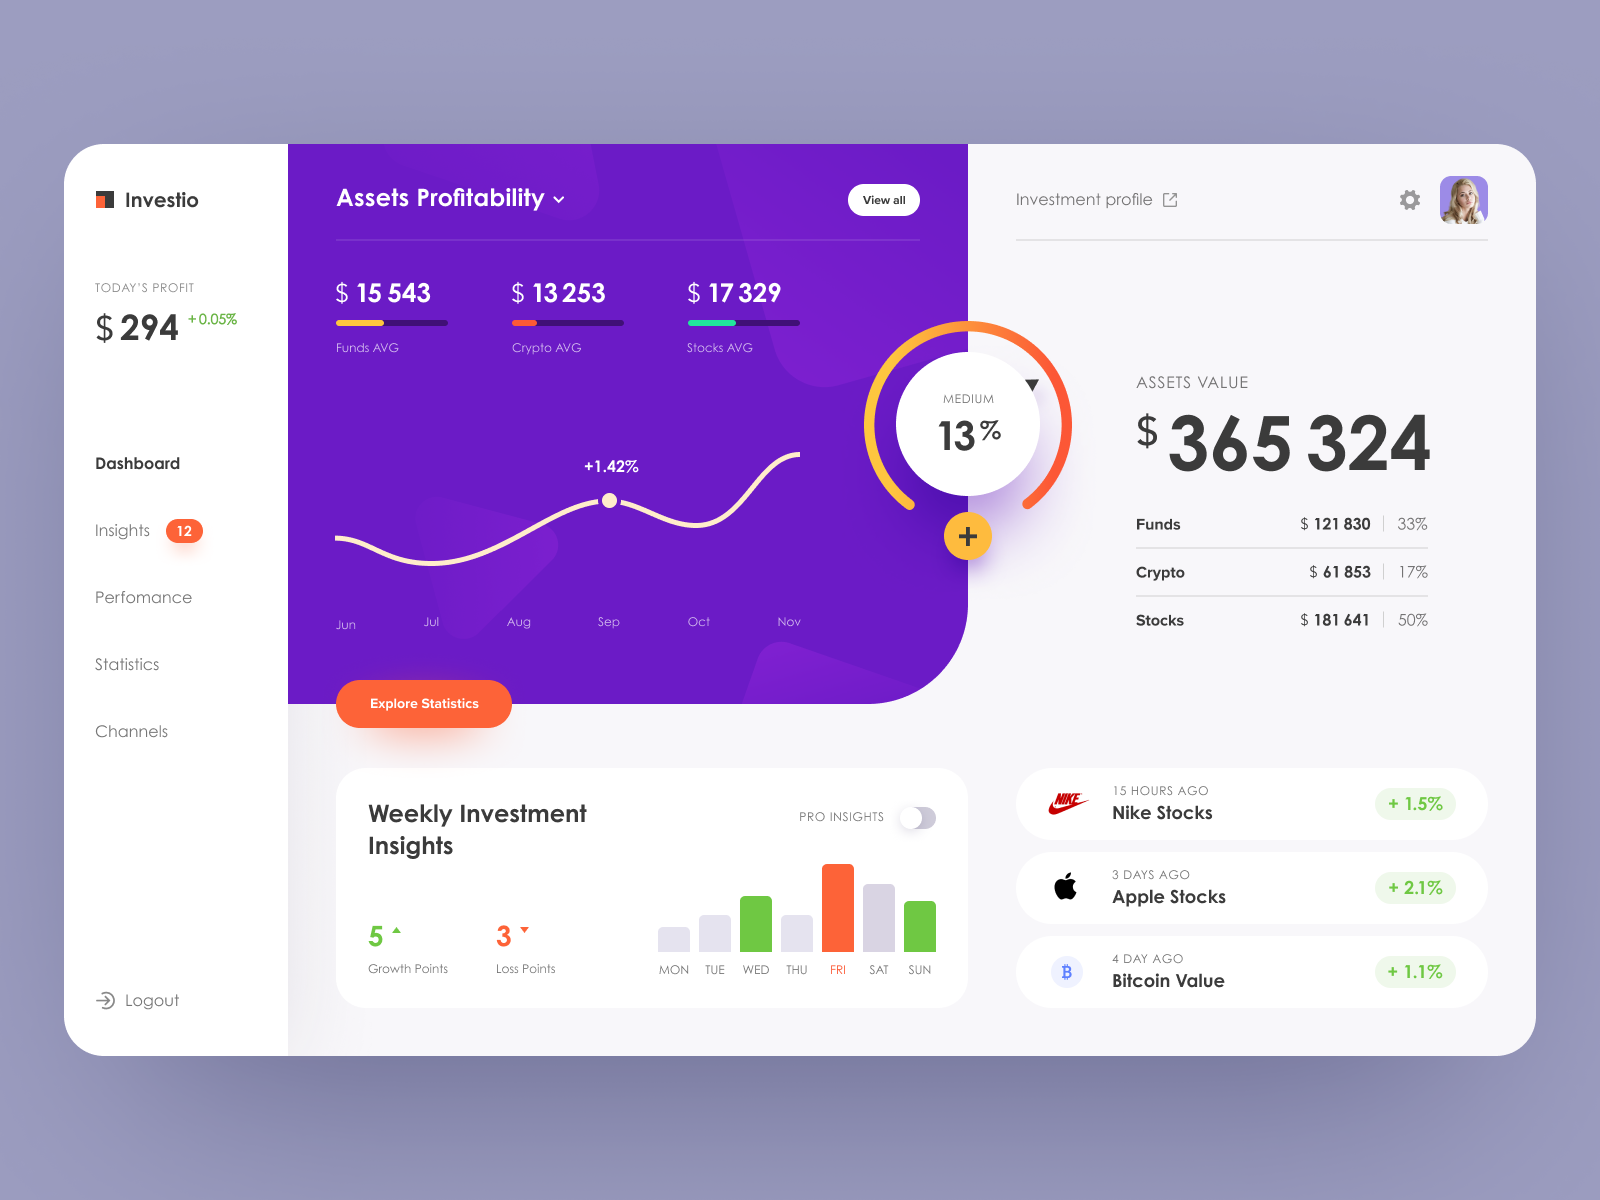 Investio
TODAY'S PROFIT
$ 294 +0.05%
Dashboard
Insights 12
Perfomance
Statistics
Channels
Logout
Assets Profitability
View all
$ 15 543
Funds AVG
$ 13 253
Crypto AVG
$ 17 329
Stocks AVG
+1.42%
Jun Jul Aug Sep Oct Nov
Explore Statistics
MEDIUM
13%
+
Investment profile
ASSETS VALUE
$ 365 324
Funds $ 121 830 33%
Crypto $ 61 853 17%
Stocks $ 181 641 50%
Weekly Investment
Insights
PRO INSIGHTS
5
Growth Points
3
Loss Points
MON TUE WED THU FRI SAT SUN
NIKE
15 HOURS AGO
Nike Stocks
+ 1.5%
3 DAYS AGO
Apple Stocks
+ 2.1%
4 DAY AGO
Bitcoin Value
+ 1.1%